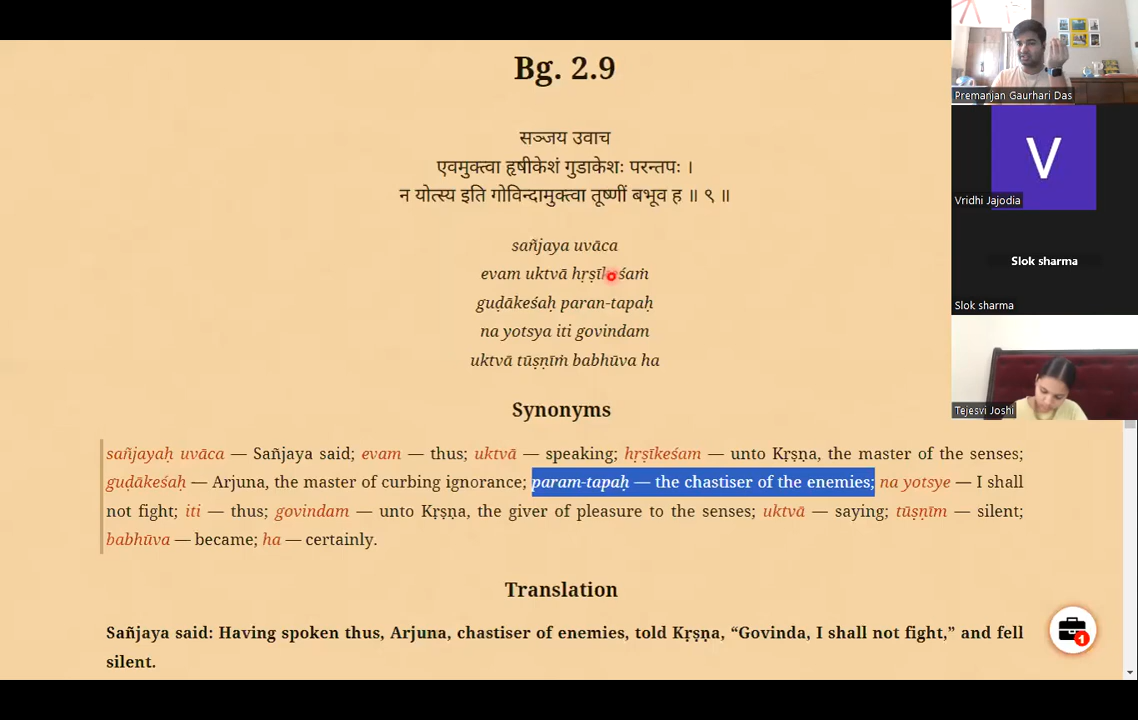 Bg. 2.9
सञ्जय उवाच
एवमुक्त्वा हृषीकेशं गुडाकेशः परन्तपः ।
न योत्स्य इति गोविन्दामुक्त्वा तूष्णीं बभूव ह ॥ ९ ॥
sañjaya uvāca
evam uktvā hṛṣīkeśaṁ
guḍākeśaḥ paran-tapaḥ
na yotsya iti govindam
uktvā tūṣṇīṁ babhūva ha
Synonyms
sañjayaḥ uvāca — Sañjaya said; evam — thus; uktvā — speaking; hṛṣīkeśam — unto Kṛṣṇa, the master of the senses;
guḍākeśaḥ — Arjuna, the master of curbing ignorance; param-tapaḥ — the chastiser of the enemies; na yotsye — I shall
not fight; iti — thus; govindam — unto Kṛṣṇa, the giver of pleasure to the senses; uktvā — saying; tūṣṇīm — silent;
babhūva — became; ha — certainly.
Translation
Sañjaya said: Having spoken thus, Arjuna, chastiser of enemies, told Kṛṣṇa, “Govinda, I shall not fight,” and fell
silent.
1
Premanjan Gaurhari Das
V
Vridhi Jajodia
Slok sharma
Slok sharma
Tejesvi Joshi